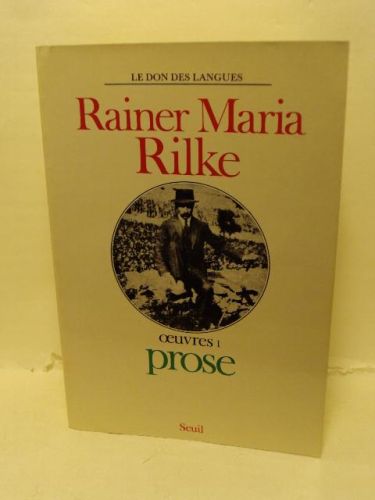 LE DON DES LANGUES
Rainer Maria
Rilke
œuvres 1
prose
Seuil